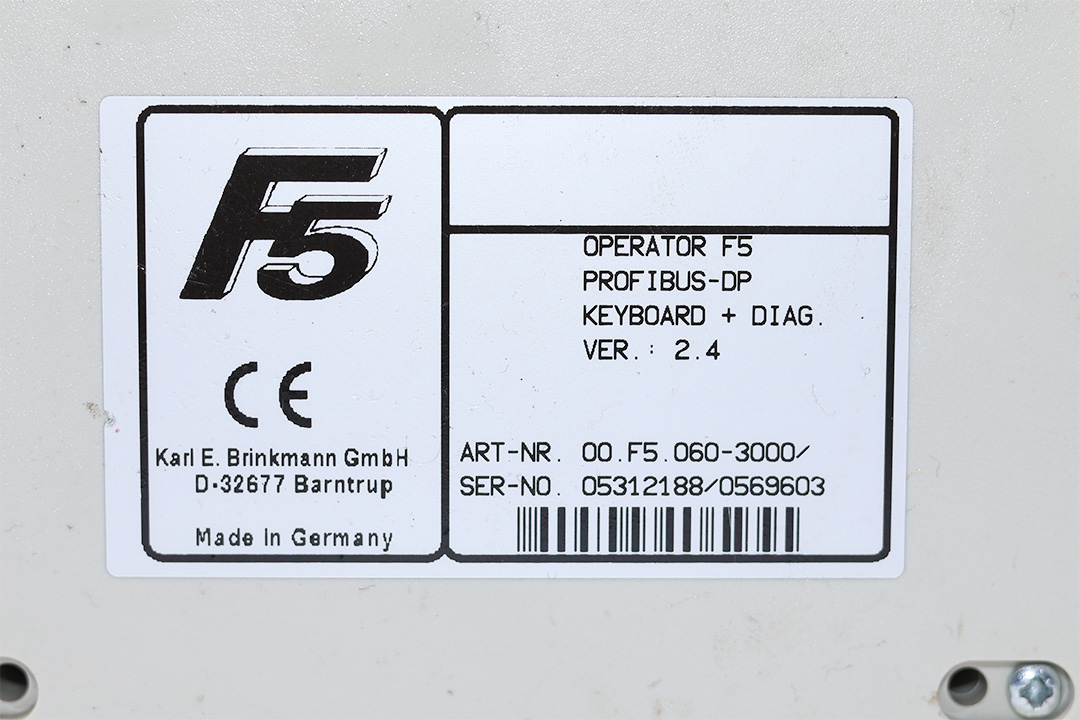 F5
CE
Karl E. Brinkmann GmbH
D-32677 Barntrup
Made in Germany
OPERATOR F5
PROFIBUS-DP
KEYBOARD + DIAG.
VER.: 2.4
ART-NR. 00.F5.060-3000/
SER-NO. 05312188/0569603